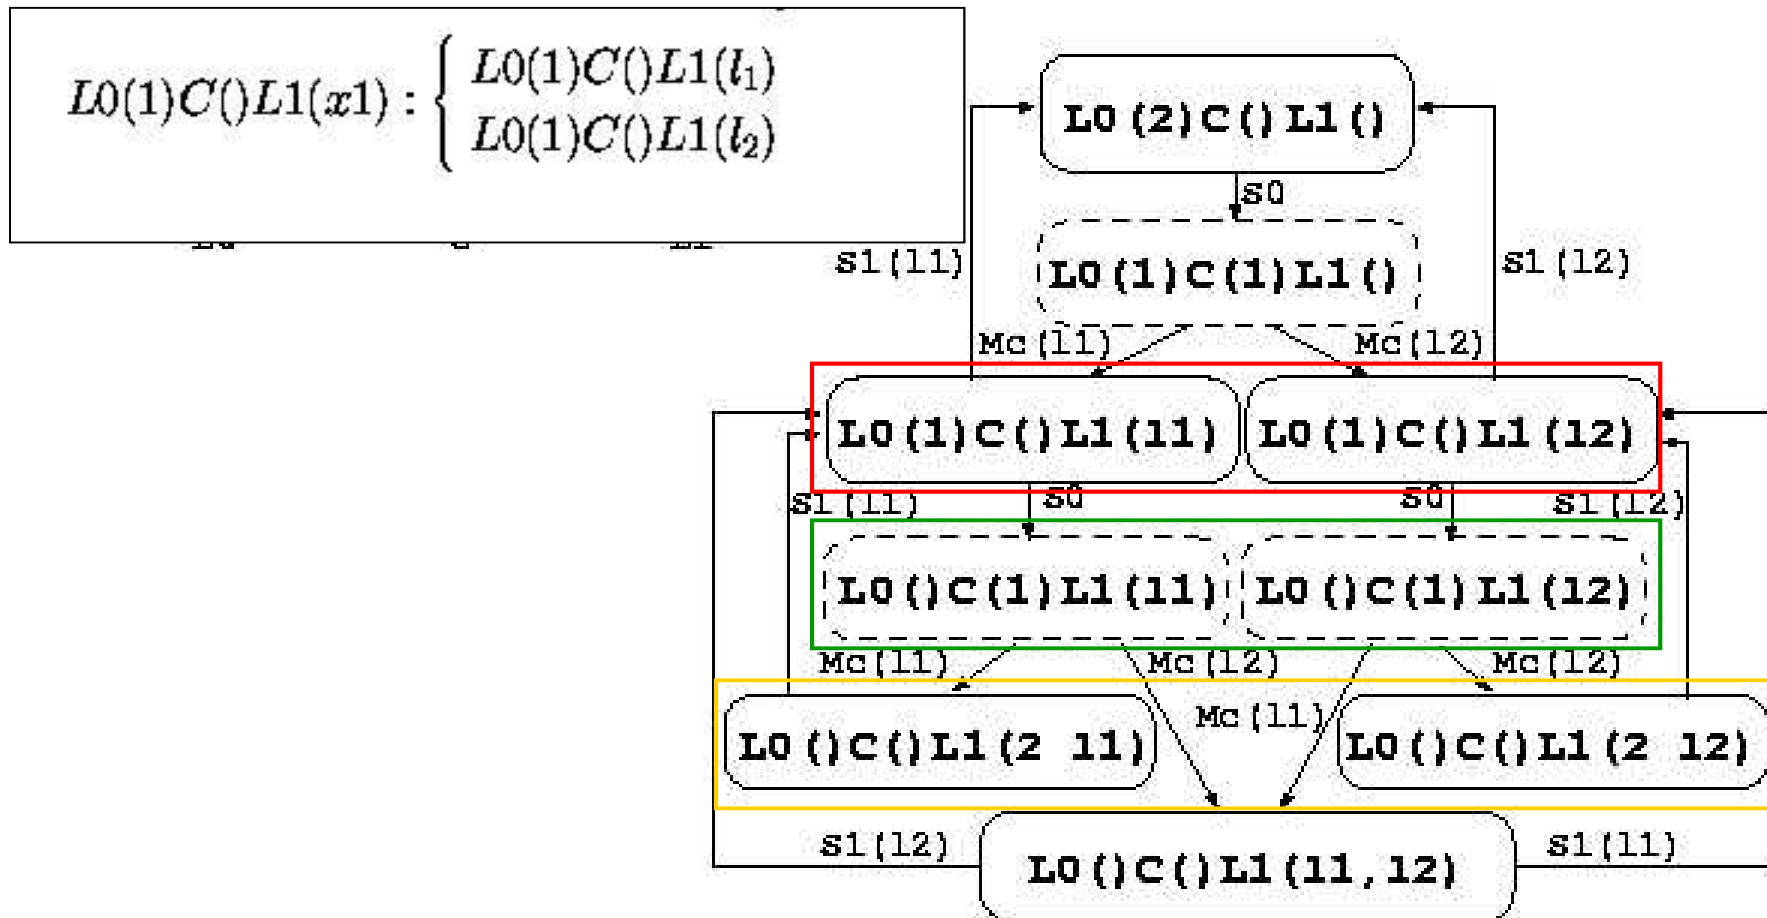 L0(1)C()L1(x1) : { L0(1)C()L1(l₁)
L0(1)C()L1(l₂)
L0(2)C()L1()
S0
S1(l1)
S1(l2)
L0(1)C(1)L1()
Mc(l1)
Mc(l2)
L0(1)C()L1(l1)
L0(1)C()L1(l2)
S1(l1)
S0
S0
S1(l2)
L0()C(1)L1(l1)
L0()C(1)L1(l2)
Mc(l1)
Mc(l2)
Mc(l2)
Mc(l1)
L0()C()L1(2 l1)
L0()C()L1(2 l2)
S1(l2)
S1(l1)
L0()C()L1(l1,l2)